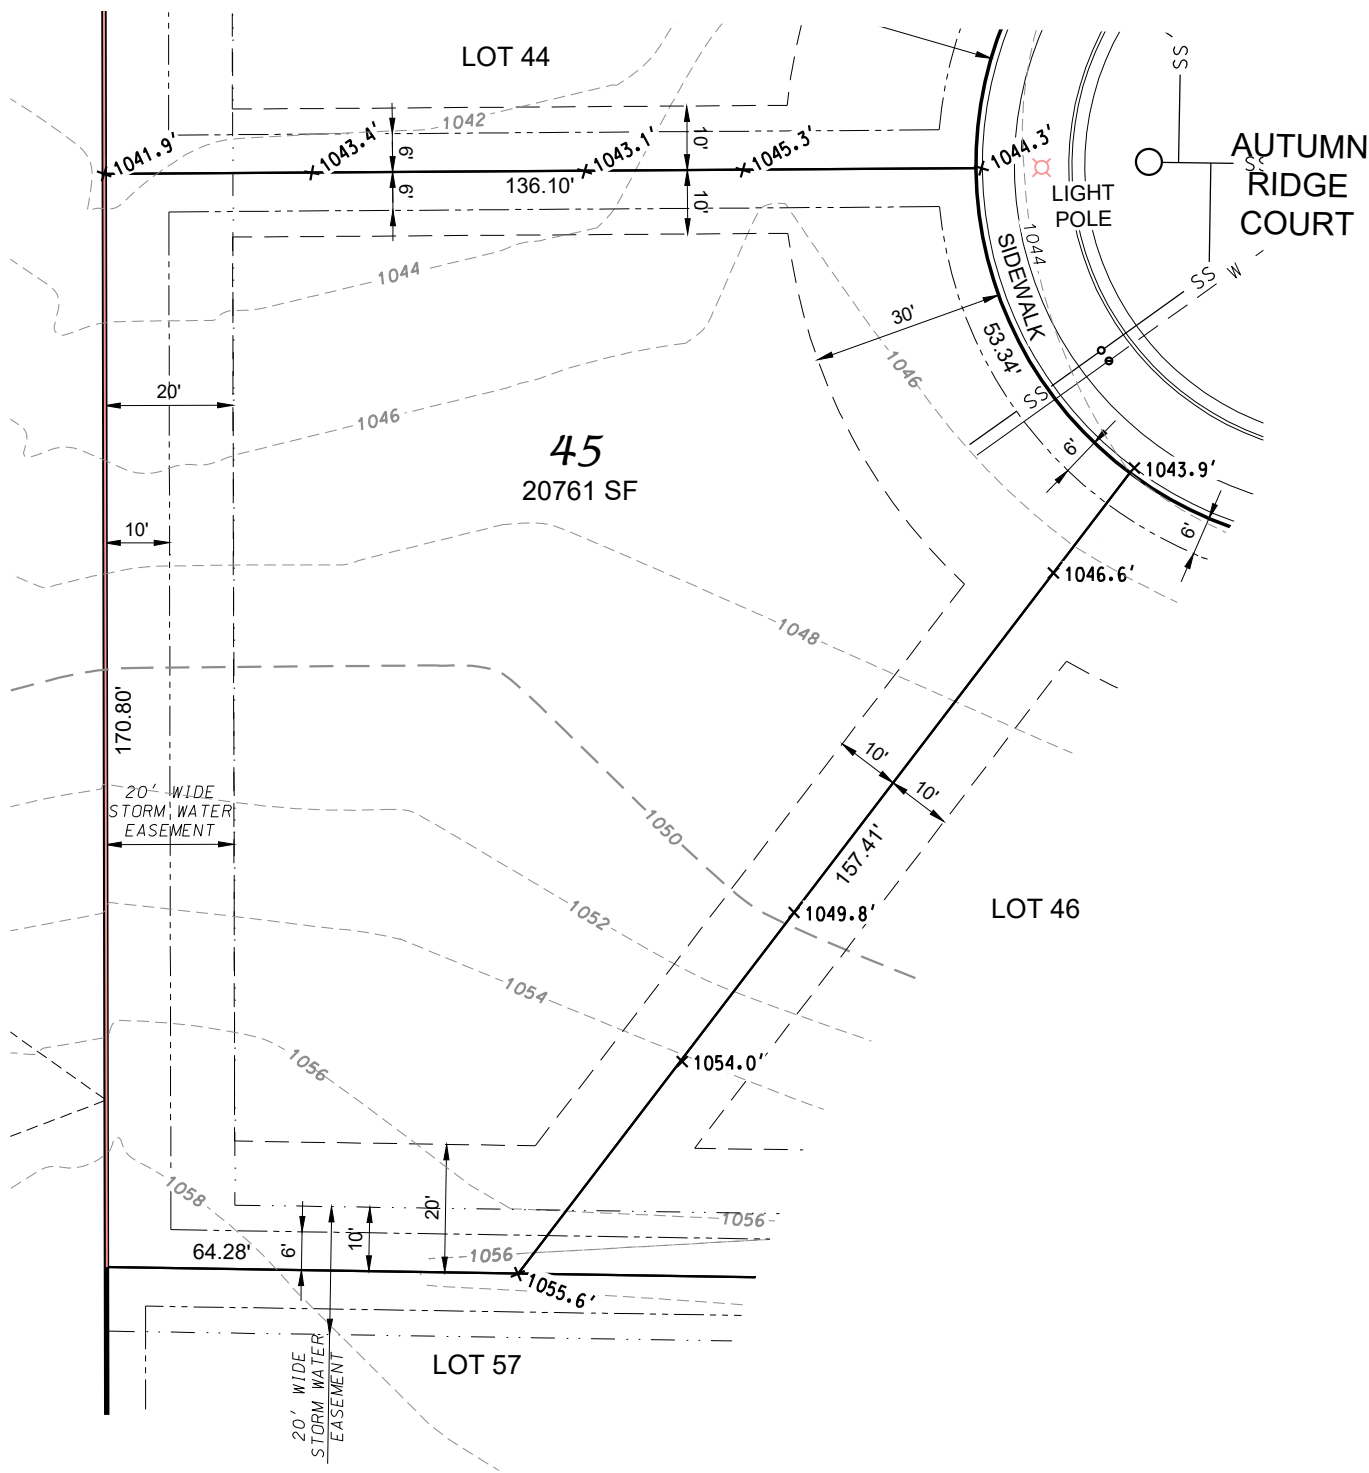 LOT 44
1042
1041.9'
1043.4'
6'
6'
136.10'
1043.1'
10'
10'
1045.3'
1044.3'
LIGHT
POLE
SS
SS
AUTUMN
RIDGE
COURT
SIDEWALK
1044
SS
W
1044
30'
53.34'
1046
20'
1046
45
20761 SF
SS
6'
1043.9'
6'
10'
1046.6'
1048
170.80'
10'
10'
20' WIDE
STORM WATER
EASEMENT
1050
157.41'
1052
1049.8'
LOT 46
1054
1056
1054.0'
1058
20'
64.28'
6'
10'
1056
1056
1055.6'
20' WIDE
STORM WATER
EASEMENT
LOT 57